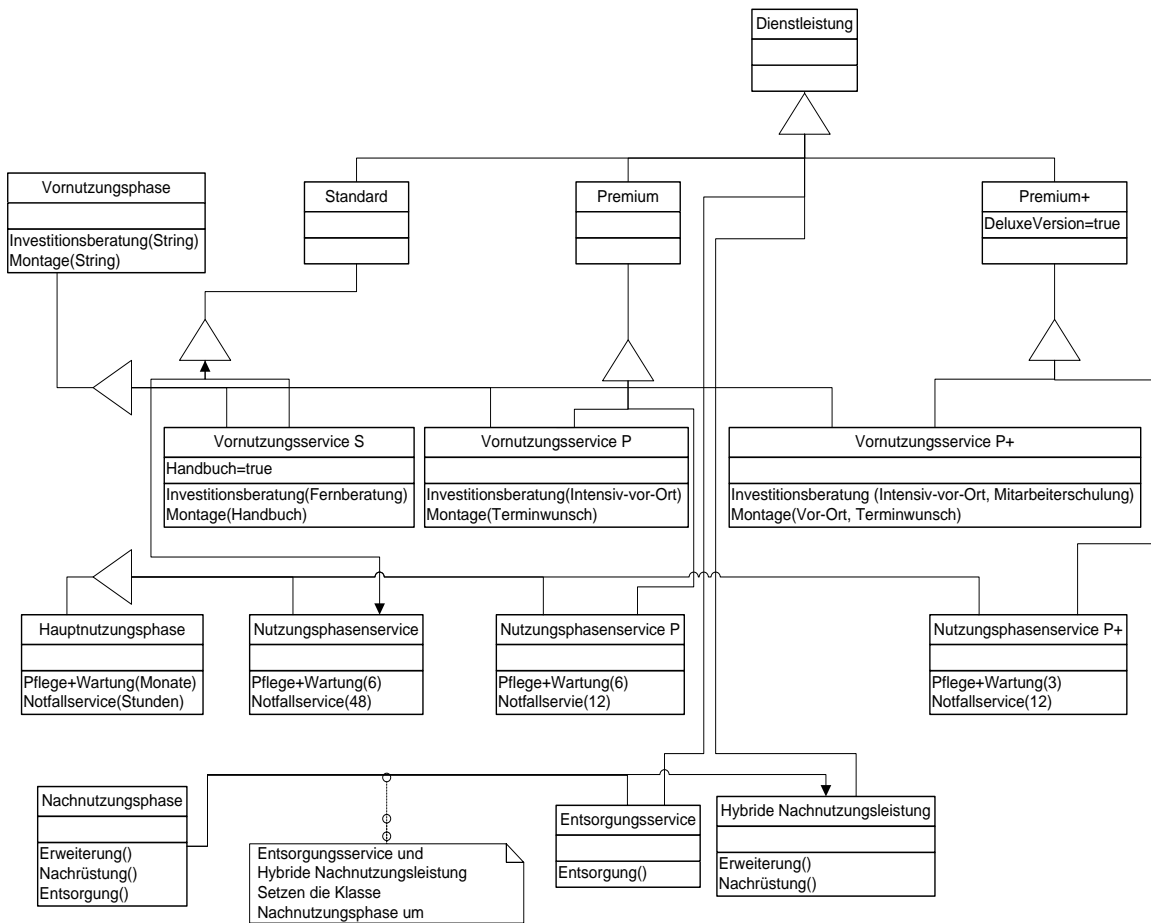 Dienstleistung
Vornutzungsphase
Investitionsberatung(String)
Montage(String)
Standard
Premium
Premium+
DeluxeVersion=true
Vornutzungsservice S
Handbuch=true
Investitionsberatung(Fernberatung)
Montage(Handbuch)
Vornutzungsservice P
Investitionsberatung(Intensiv-vor-Ort)
Montage(Terminwunsch)
Vornutzungsservice P+
Investitionsberatung (Intensiv-vor-Ort, Mitarbeiterschulung)
Montage(Vor-Ort, Terminwunsch)
Hauptnutzungsphase
Pflege+Wartung(Monate)
Notfallservice(Stunden)
Nutzungsphasenservice
Pflege+Wartung(6)
Notfallservice(48)
Nutzungsphasenservice P
Pflege+Wartung(6)
Notfallservie(12)
Nutzungsphasenservice P+
Pflege+Wartung(3)
Notfallservice(12)
Nachnutzungsphase
Erweiterung()
Nachrüstung()
Entsorgung()
Entsorgungsservice und
Hybride Nachnutzungsleistung
Setzen die Klasse
Nachnutzungsphase um
Entsorgungsservice
Entsorgung()
Hybride Nachnutzungsleistung
Erweiterung()
Nachrüstung()